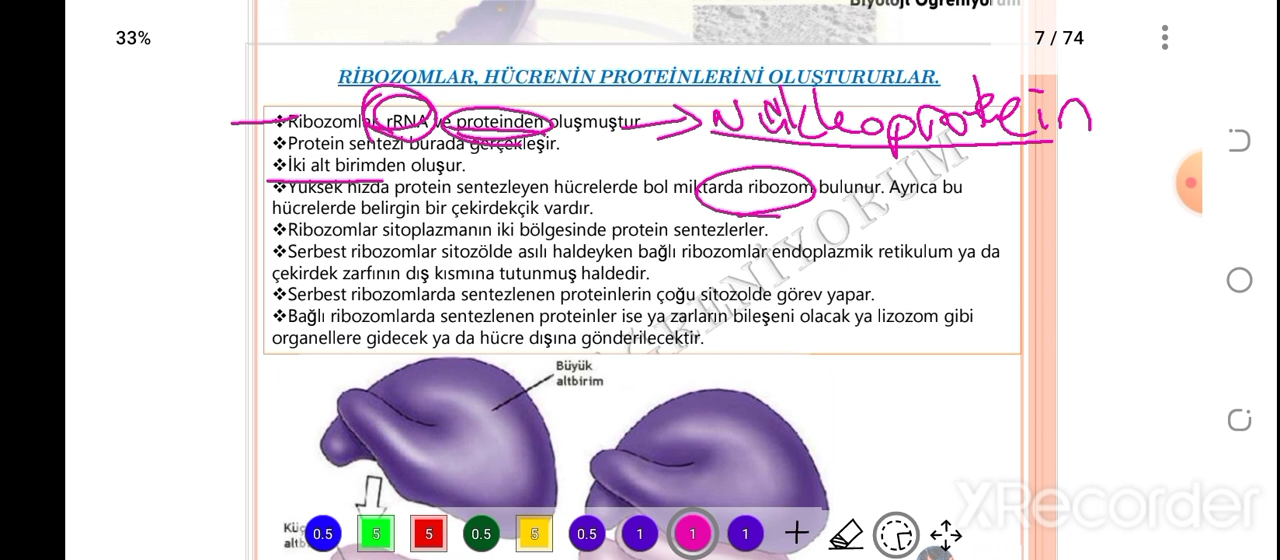 Biyoloji Öğreniyorum
33%
7 / 74
RİBOZOMLAR, HÜCRENİN PROTEİNLERİNİ OLUŞTURURLAR.
❖Ribozomlar rRNA ve proteinden oluşmuştur.
Nükleoprotein
❖Protein sentezi burada gerçekleşir.
❖İki alt birimden oluşur.
❖Yüksek hızda protein sentezleyen hücrelerde bol miktarda ribozom bulunur. Ayrıca bu
hücrelerde belirgin bir çekirdekçik vardır.
❖Ribozomlar sitoplazmanın iki bölgesinde protein sentezlerler.
❖Serbest ribozomlar sitozölde asılı haldeyken bağlı ribozomlar endoplazmik retikulum ya da
çekirdek zarfının dış kısmına tutunmuş haldedir.
❖Serbest ribozomlarda sentezlenen proteinlerin çoğu sitozolde görev yapar.
❖Bağlı ribozomlarda sentezlenen proteinler ise ya zarların bileşeni olacak ya lizozom gibi
organellere gidecek ya da hücre dışına gönderilecektir.
ÖĞRENİYORUM
Büyük
altbirim
0.5 5 5 0.5 5 0.5 1 1 1
XRecorder